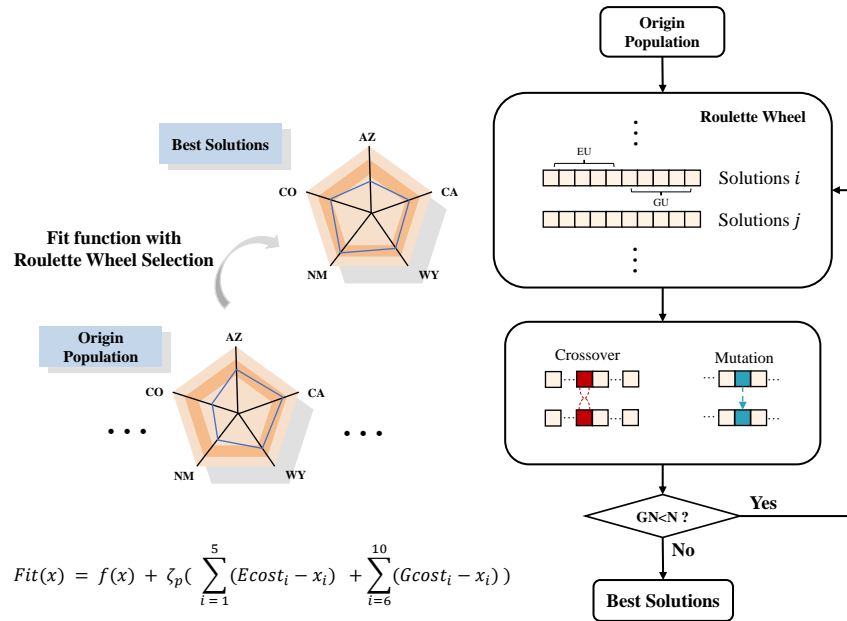 Best Solutions
AZ
CO
CA
NM
WY
Fit function with
Roulette Wheel Selection
Origin
Population
AZ
CO
CA
NM
WY
...
...
Fit(x) = f(x) + ζ_p( ∑_{i=1}^{5}(Ecost_i − x_i) + ∑_{i=6}^{10}(Gcost_i − x_i) )
Origin
Population
Roulette Wheel
EU
Solutions i
GU
Solutions j
Crossover
Mutation
GN<N ?
Yes
No
Best Solutions